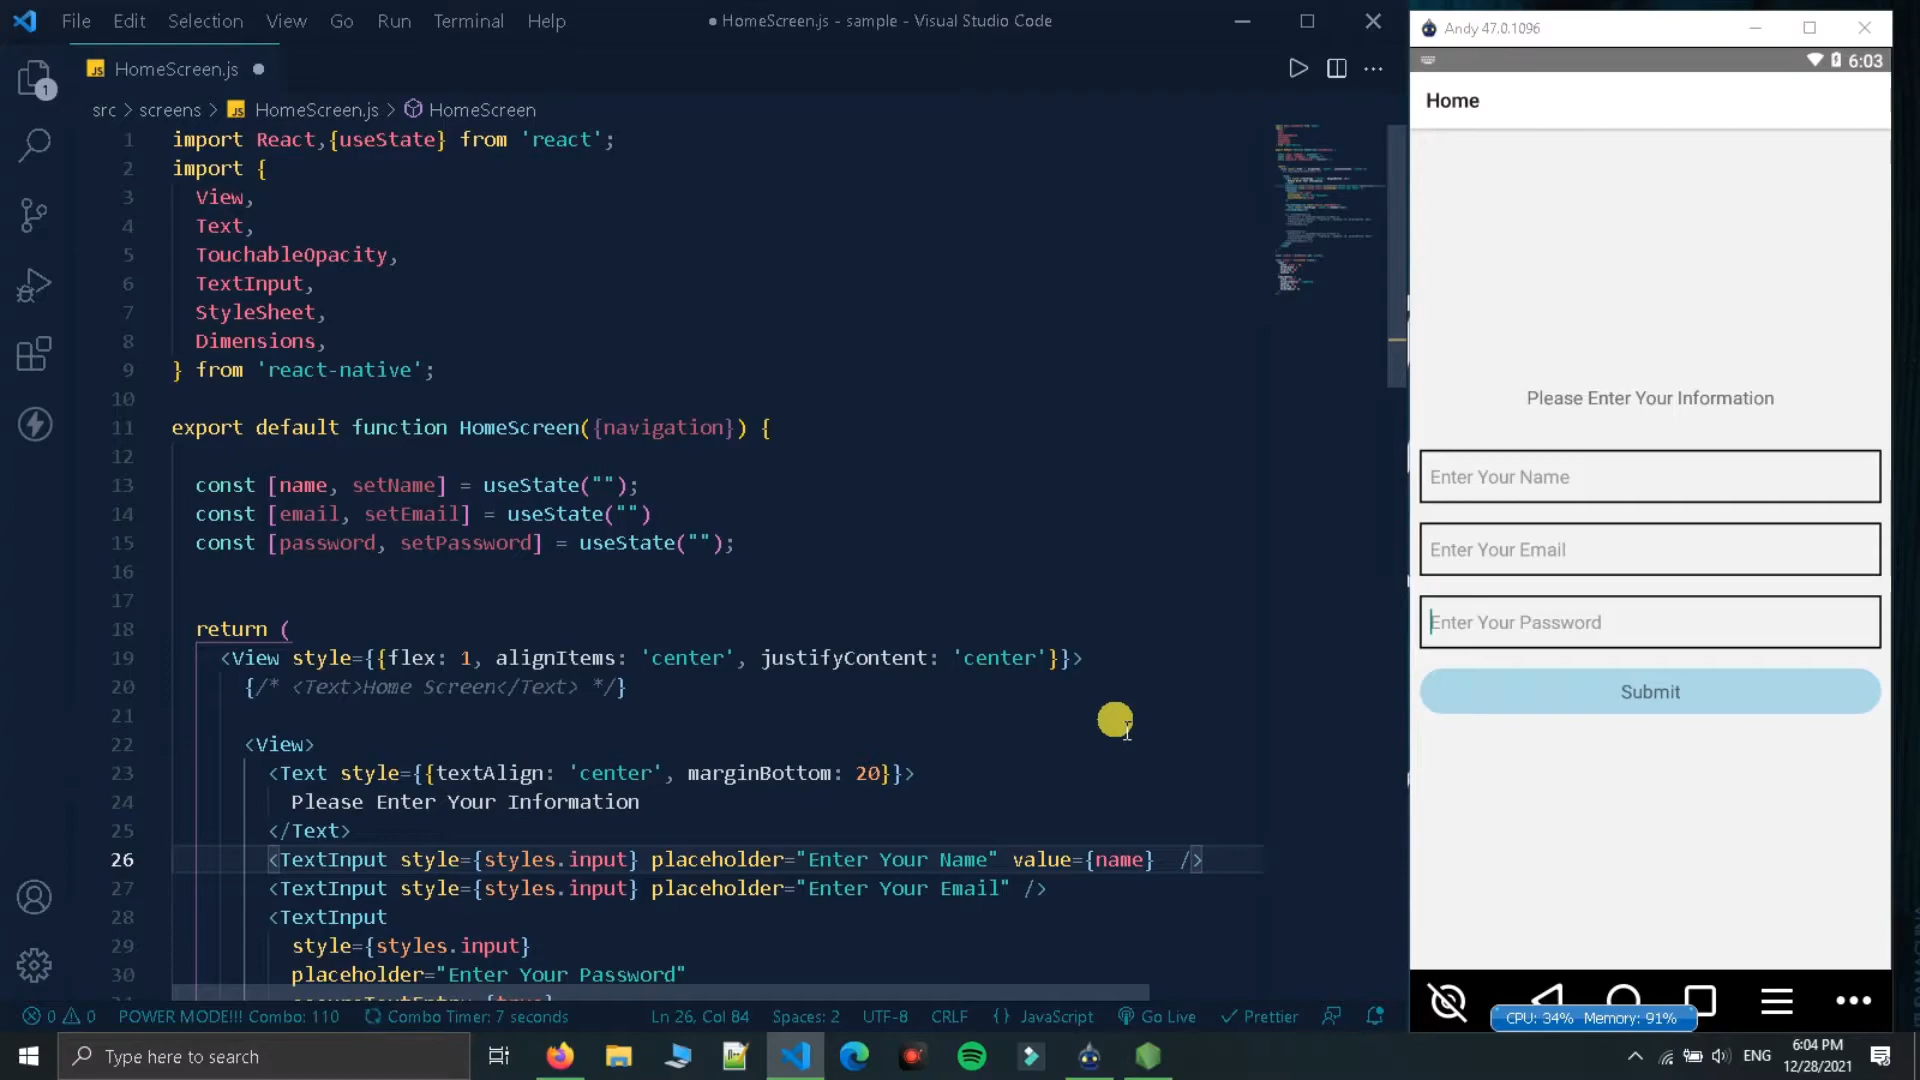 File Edit Selection View Go Run Terminal Help
● HomeScreen.js - sample - Visual Studio Code
JS HomeScreen.js ●
src > screens > JS HomeScreen.js > HomeScreen
1 import React,{useState} from 'react';
2 import {
3 View,
4 Text,
5 TouchableOpacity,
6 TextInput,
7 StyleSheet,
8 Dimensions,
9 } from 'react-native';
10
11 export default function HomeScreen({navigation}) {
12
13 const [name, setName] = useState("");
14 const [email, setEmail] = useState("")
15 const [password, setPassword] = useState("");
16
17
18 return (
19 <View style={{flex: 1, alignItems: 'center', justifyContent: 'center'}}>
20 {/* <Text>Home Screen</Text> */}
21
22 <View>
23 <Text style={{textAlign: 'center', marginBottom: 20}}>
24 Please Enter Your Information
25 </Text>
26 <TextInput style={styles.input} placeholder="Enter Your Name" value={name} />
27 <TextInput style={styles.input} placeholder="Enter Your Email" />
28 <TextInput
29 style={styles.input}
30 placeholder="Enter Your Password"
1
0 0 POWER MODE!!! Combo: 110 Combo Timer: 7 seconds Ln 26, Col 84 Spaces: 2 UTF-8 CRLF {} JavaScript Go Live Prettier
Andy 47.0.1096
6:03
Home
Please Enter Your Information
Enter Your Name
Enter Your Email
Enter Your Password
Submit
CPU: 34% Memory: 91%
Type here to search
ENG
6:04 PM
12/28/2021